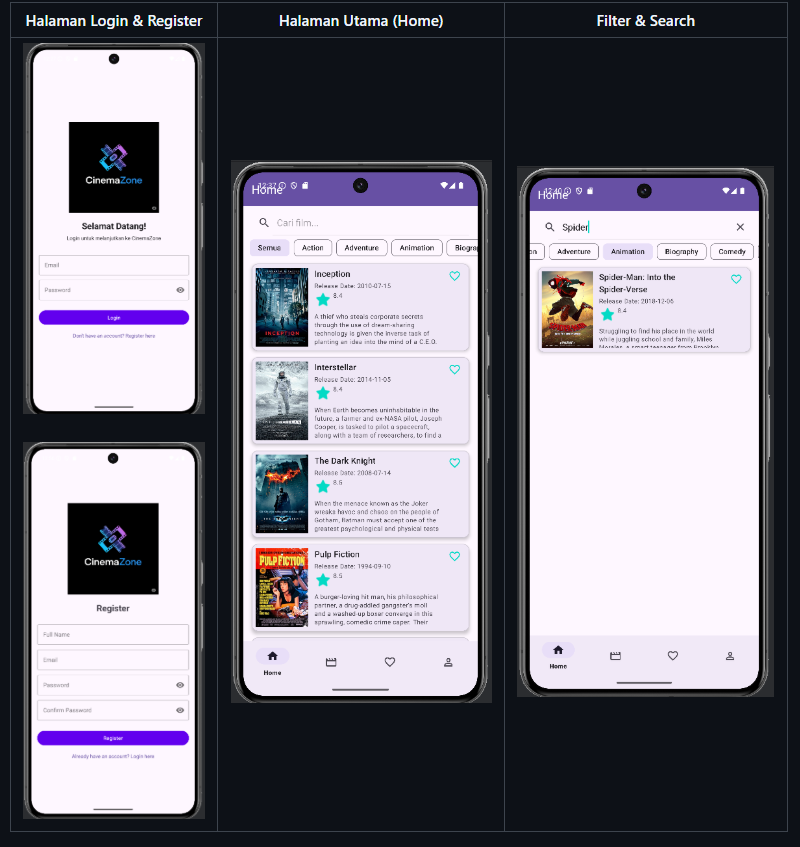 Halaman Login & Register
Halaman Utama (Home)
Filter & Search
CinemaZone
Selamat Datang!
Login untuk melanjutkan ke CinemaZone
Email
Password
Login
Don't have an account? Register here
CinemaZone
Register
Full Name
Email
Password
Confirm Password
Register
Already have an account? Login here
Home
Cari film...
Semua
Action
Adventure
Animation
Biograp
INCEPTION
Inception
Release Date: 2010-07-15
8.4
A thief who steals corporate secrets
through the use of dream-sharing
technology is given the inverse task of
planting an idea into the mind of a C.E.O.
Interstellar
Release Date: 2014-11-05
8.4
When Earth becomes uninhabitable in the
future, a farmer and ex-NASA pilot, Joseph
Cooper, is tasked to pilot a spacecraft,
along with a team of researchers, to find a
The Dark Knight
Release Date: 2008-07-14
8.5
When the menace known as the Joker
wreaks havoc and chaos on the people of
Gotham, Batman must accept one of the
greatest psychological and physical tests
PULP FICTION
Pulp Fiction
Release Date: 1994-09-10
8.5
A burger-loving hit man, his philosophical
partner, a drug-addled gangster's moll
and a washed-up boxer converge in this
sprawling, comedic crime caper. Their
Home
Home
Spider
on
Adventure
Animation
Biography
Comedy
Spider-Man: Into the
Spider-Verse
Release Date: 2018-12-06
8.4
Struggling to find his place in the world
while juggling school and family, Miles
Morales, a smart teenager from Brooklyn
Home